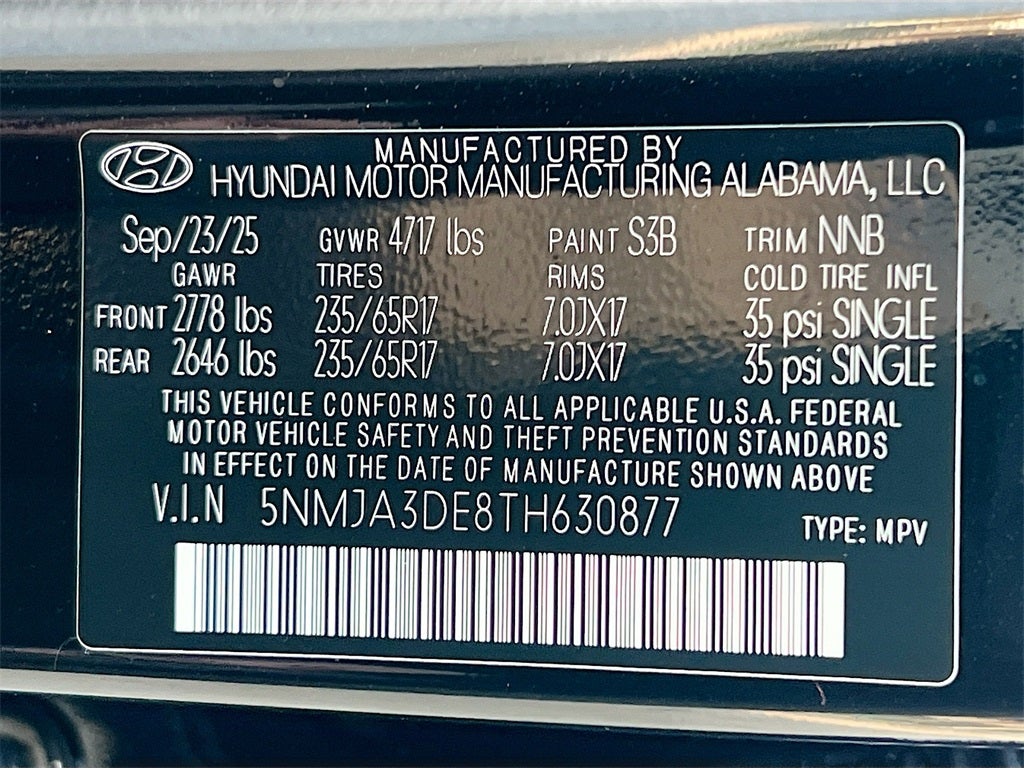 MANUFACTURED BY
HYUNDAI MOTOR MANUFACTURING ALABAMA, LLC
Sep/23/25 GVWR 4717 lbs PAINT S3B TRIM NNB
GAWR TIRES RIMS COLD TIRE INFL
FRONT 2778 lbs 235/65R17 7.0JX17 35 psi SINGLE
REAR 2646 lbs 235/65R17 7.0JX17 35 psi SINGLE
THIS VEHICLE CONFORMS TO ALL APPLICABLE U.S.A. FEDERAL
MOTOR VEHICLE SAFETY AND THEFT PREVENTION STANDARDS
IN EFFECT ON THE DATE OF MANUFACTURE SHOWN ABOVE
V.I.N 5NMJA3DE8TH630877
TYPE: MPV